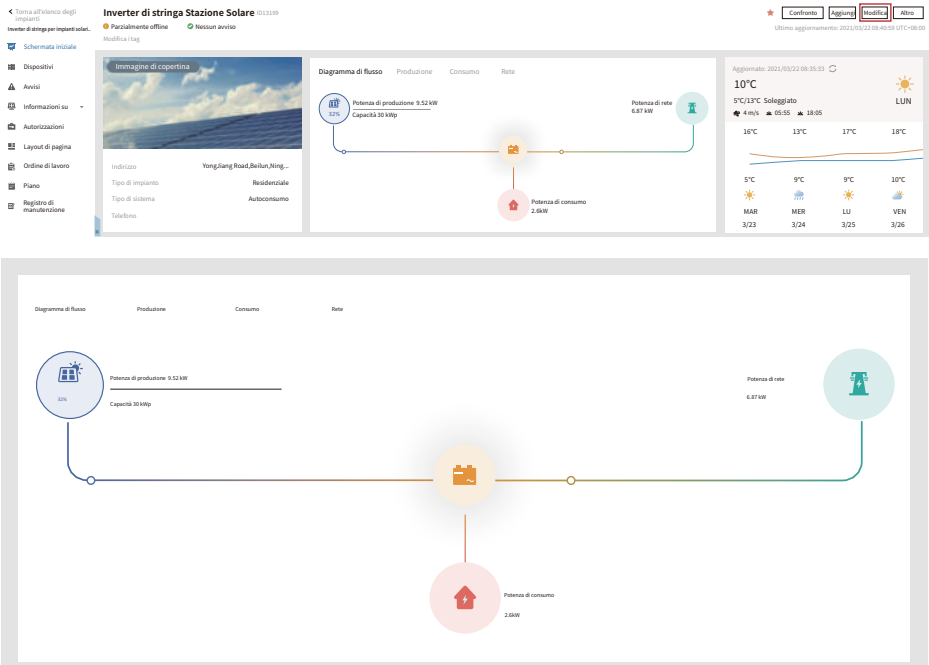 Torna all'elenco degli
impianti
Inverter di stringa per impianti solari..
Schermata iniziale
Dispositivi
Avvisi
Informazioni su
Autorizzazioni
Layout di pagina
Ordine di lavoro
Piano
Registro di
manutenzione
Inverter di stringa Stazione Solare ID13199
Parzialmente offline Nessun avviso
Modifica i tag
Confronto Aggiungi Modifica Altro
Ultimo aggiornamento: 2021/03/22 08:40:59 UTC+08:00
Immagine di copertina
Indirizzo YongJiang Road,Beilun,Ning...
Tipo di impianto Residenziale
Tipo di sistema Autoconsumo
Telefono
Diagramma di flusso Produzione Consumo Rete
32%
Potenza di produzione 9.52 kW
Capacità 30 kWp
Potenza di rete
6.87 kW
Potenza di consumo
2.6kW
Aggiornato: 2021/03/22 08:35:33
10°C
5°C/13°C Soleggiato LUN
4 m/s 05:55 18:05
16°C 13°C 17°C 18°C
5°C 9°C 9°C 10°C
MAR MER LU VEN
3/23 3/24 3/25 3/26
Diagramma di flusso Produzione Consumo Rete
32%
Potenza di produzione 9.52 kW
Capacità 30 kWp
Potenza di rete
6.87 kW
Potenza di consumo
2.6kW